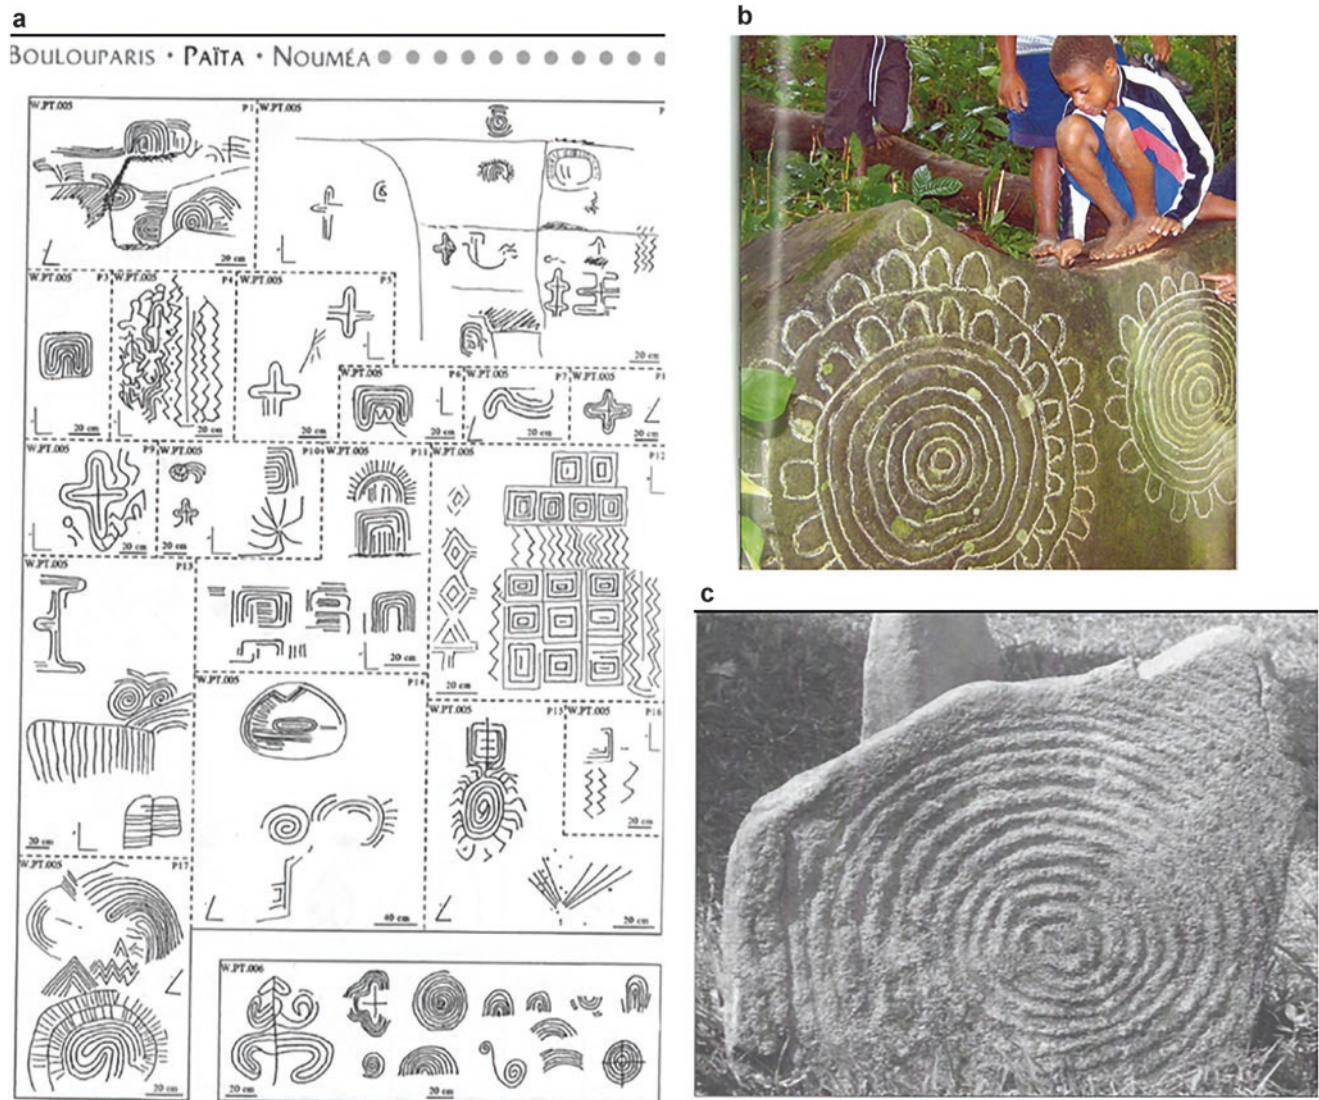 a
BOULOUPARIS • PAÏTA • NOUMÉA
W.PT.005 P1
20 cm
W.PT.005
20 cm
W.PT.005 P3
20 cm
W.PT.005 P4
20 cm
W.PT.005 P5
20 cm
W.PT.005 P6
20 cm
W.PT.005 P7
20 cm
W.PT.005
20 cm
W.PT.005 P9
20 cm
W.PT.005 P10
20 cm
W.PT.005 P11
20 cm
W.PT.005 P12
20 cm
W.PT.005 P13
20 cm
W.PT.005 P14
40 cm
W.PT.005 P15
20 cm
W.PT.005 P16
20 cm
W.PT.005 P17
20 cm
W.PT.006
20 cm
20 cm
b
c